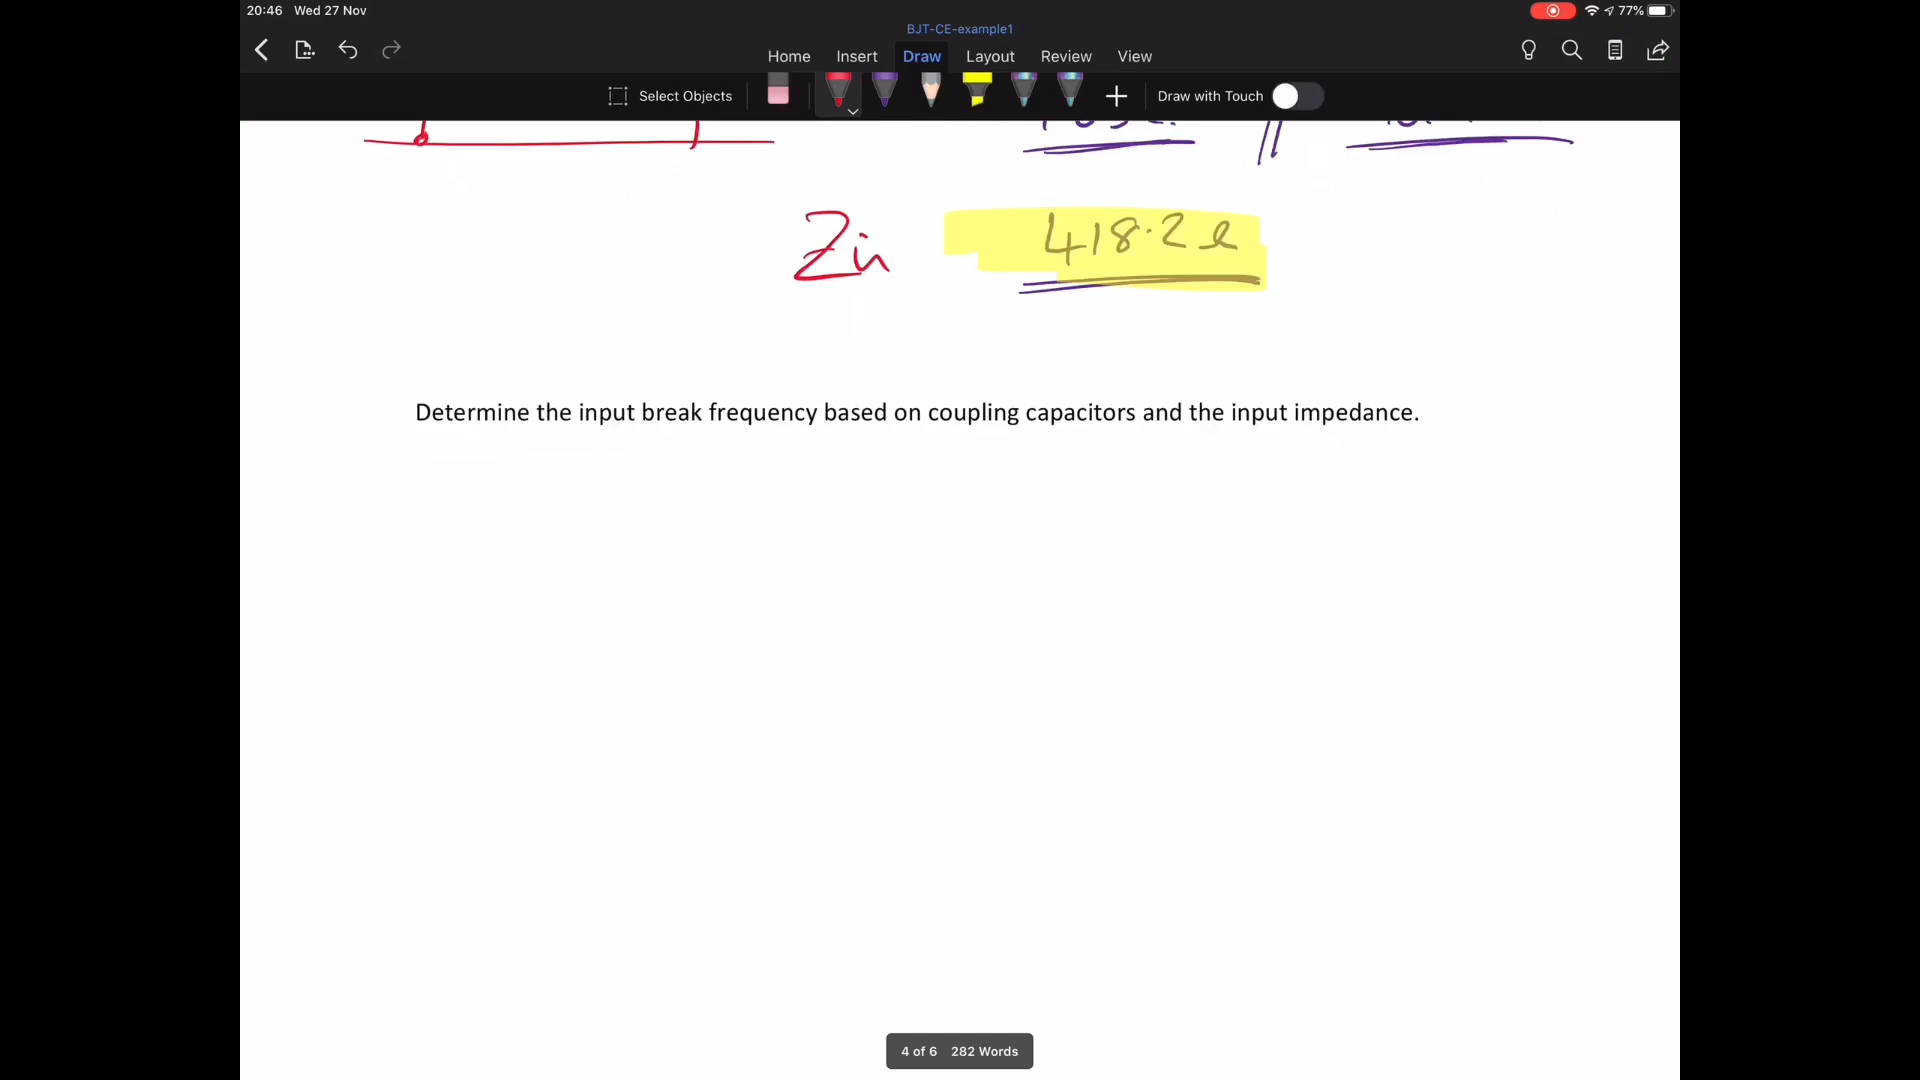 20:46 Wed 27 Nov
77%
BJT-CE-example1
Home Insert Draw Layout Review View
Select Objects
Draw with Touch
Zin 418.2 Ω
Determine the input break frequency based on coupling capacitors and the input impedance.
4 of 6 282 Words